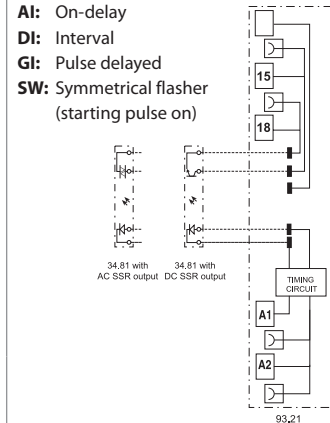 AI: On-delay
DI: Interval
GI: Pulse delayed
SW: Symmetrical flasher
(starting pulse on)
15
18
34.81 with
AC SSR output
34.81 with
DC SSR output
TIMING
CIRCUIT
A1
A2
93.21